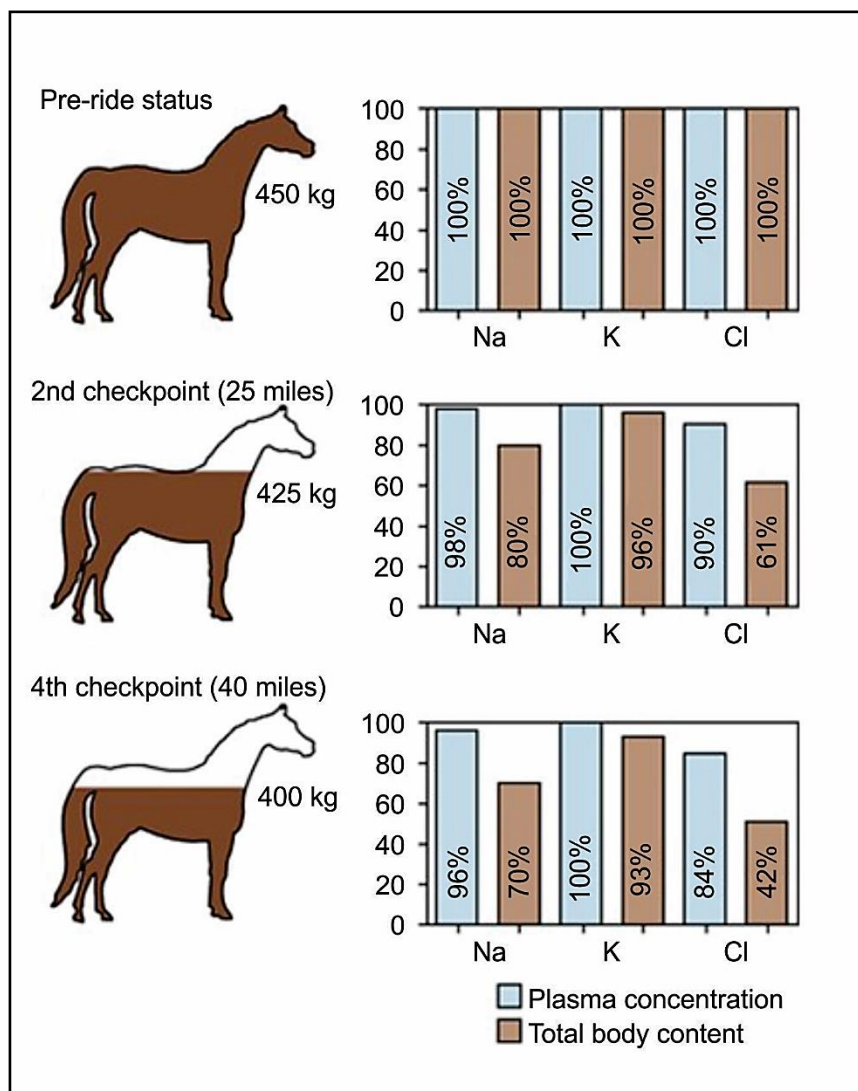 Pre-ride status
450 kg
100
80
60
40
20
0
100% 100% 100% 100% 100% 100%
Na K Cl
2nd checkpoint (25 miles)
425 kg
100
80
60
40
20
0
98% 80% 100% 96% 90% 61%
Na K Cl
4th checkpoint (40 miles)
400 kg
100
80
60
40
20
0
96% 70% 100% 93% 84% 42%
Na K Cl
Plasma concentration
Total body content